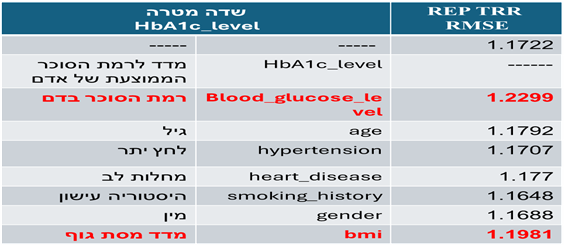 שדה מטרה REP TRR
HbA1c_level RMSE
----- ----- 1.1722
מדד לרמת הסוכר HbA1c_level ------
הממוצעת של אדם
רמת הסוכר בדם Blood_glucose_le 1.2299
vel
גיל age 1.1792
לחץ יתר hypertension 1.1707
מחלות לב heart_disease 1.177
היסטוריה עישון smoking_history 1.1648
מין gender 1.1688
מדד מסת גוף bmi 1.1981